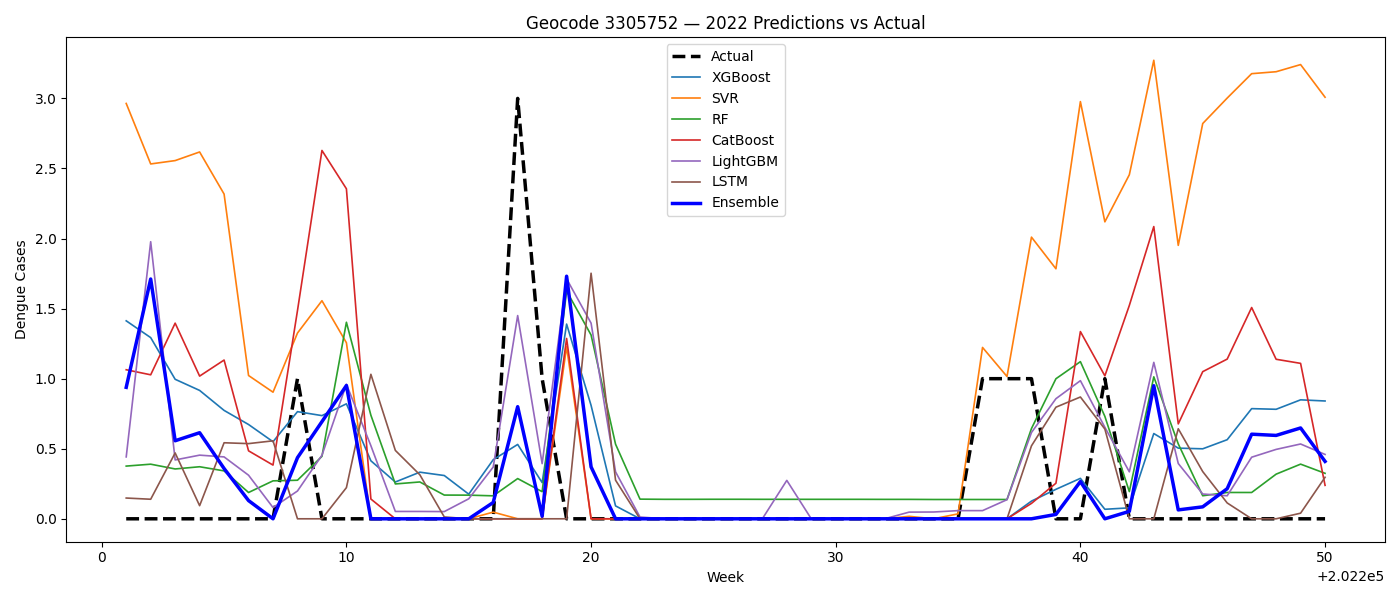 Geocode 3305752 — 2022 Predictions vs Actual
Dengue Cases
3.0
2.5
2.0
1.5
1.0
0.5
0.0
Actual
XGBoost
SVR
RF
CatBoost
LightGBM
LSTM
Ensemble
0 10 20 30 40 50
Week
+2.022e5